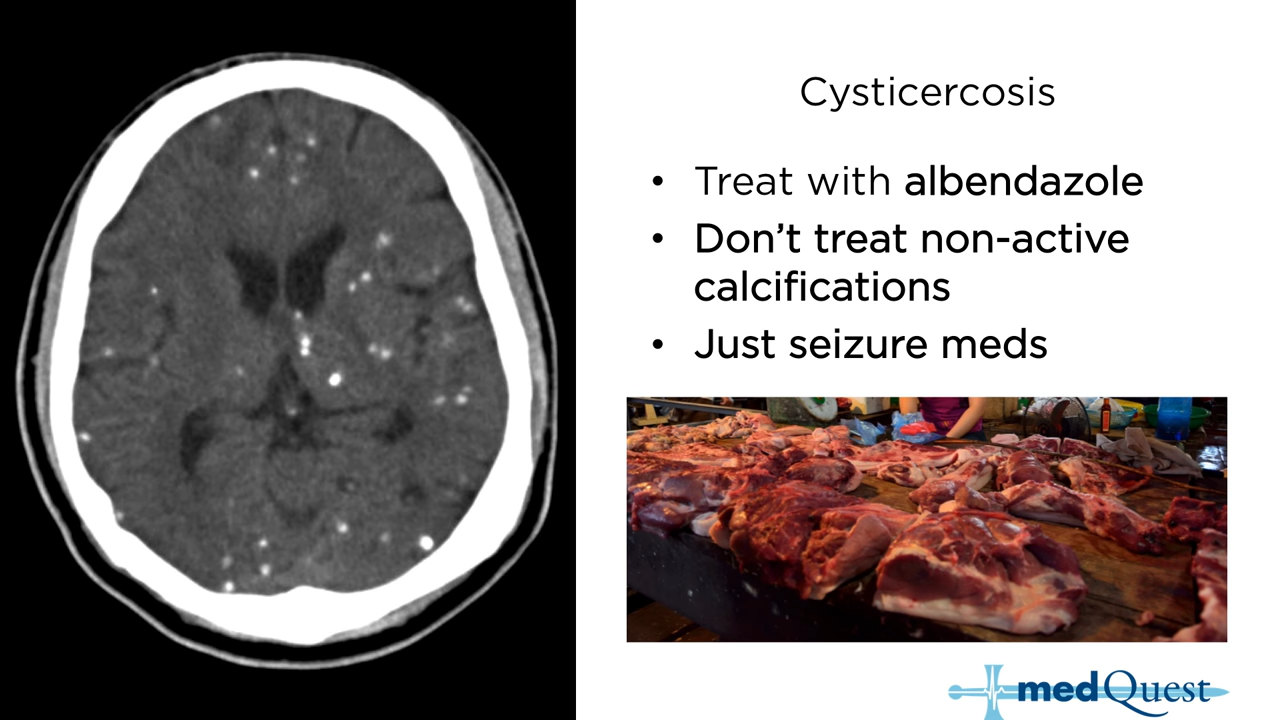 Cysticercosis
• Treat with albendazole
• Don’t treat non-active
calcifications
• Just seizure meds
medQuest